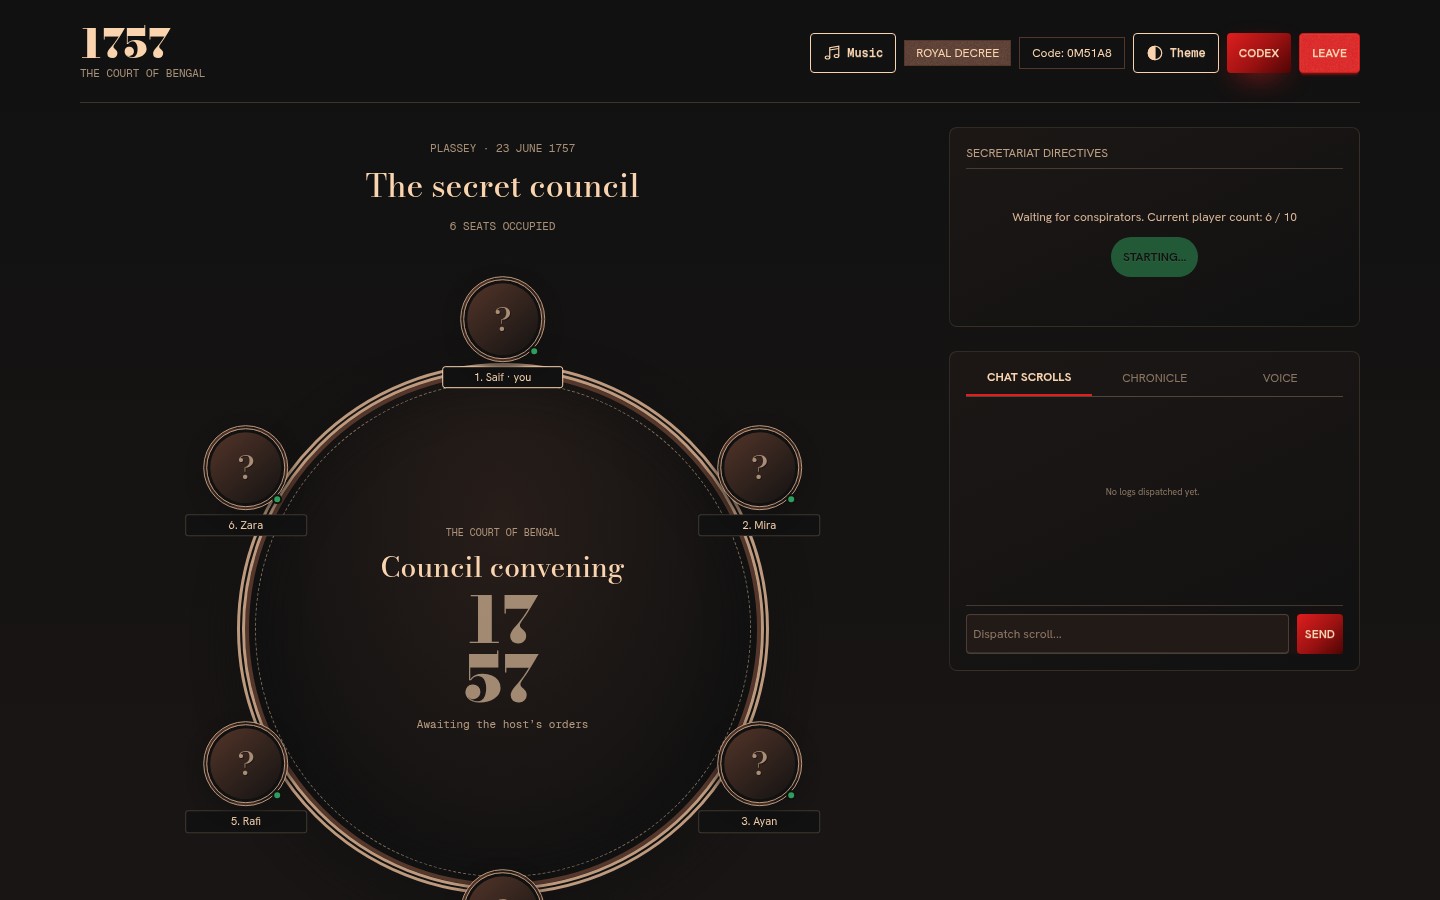 1757
THE COURT OF BENGAL
Music
ROYAL DECREE
Code: 0M51A8
Theme
CODEX
LEAVE
PLASSEY · 23 JUNE 1757
The secret council
6 SEATS OCCUPIED
?
1. Saif · you
?
6. Zara
?
2. Mira
THE COURT OF BENGAL
Council convening
17
57
Awaiting the host's orders
?
5. Rafi
?
3. Ayan
SECRETARIAT DIRECTIVES
Waiting for conspirators. Current player count: 6 / 10
STARTING...
CHAT SCROLLS
CHRONICLE
VOICE
No logs dispatched yet.
Dispatch scroll...
SEND